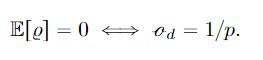 𝔼[ϱ] = 0 ⟺ ℴ_d = 1/p.